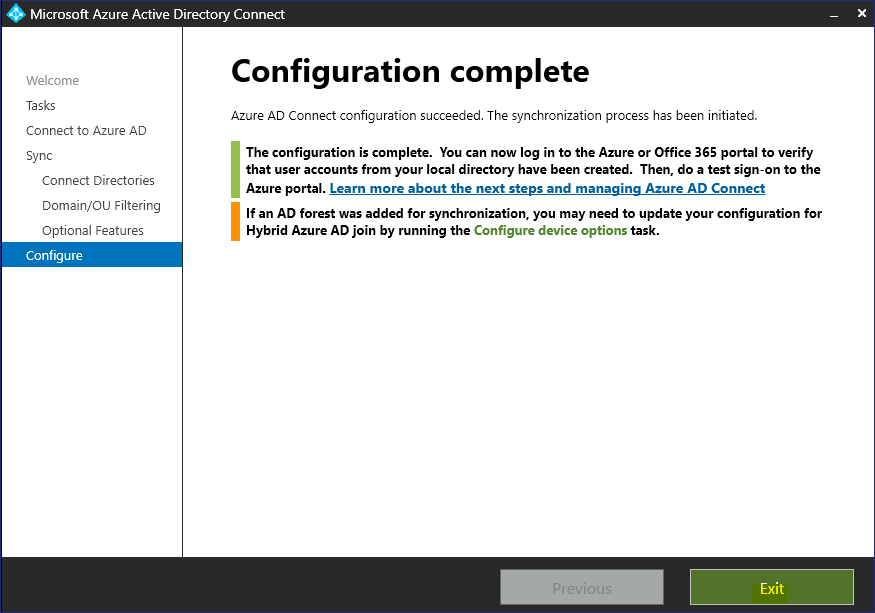 Microsoft Azure Active Directory Connect
Welcome
Tasks
Connect to Azure AD
Sync
Connect Directories
Domain/OU Filtering
Optional Features
Configure
Configuration complete
Azure AD Connect configuration succeeded. The synchronization process has been initiated.
The configuration is complete.  You can now log in to the Azure or Office 365 portal to verify
that user accounts from your local directory have been created.  Then, do a test sign-on to the
Azure portal. Learn more about the next steps and managing Azure AD Connect
If an AD forest was added for synchronization, you may need to update your configuration for
Hybrid Azure AD join by running the Configure device options task.
Previous
Exit